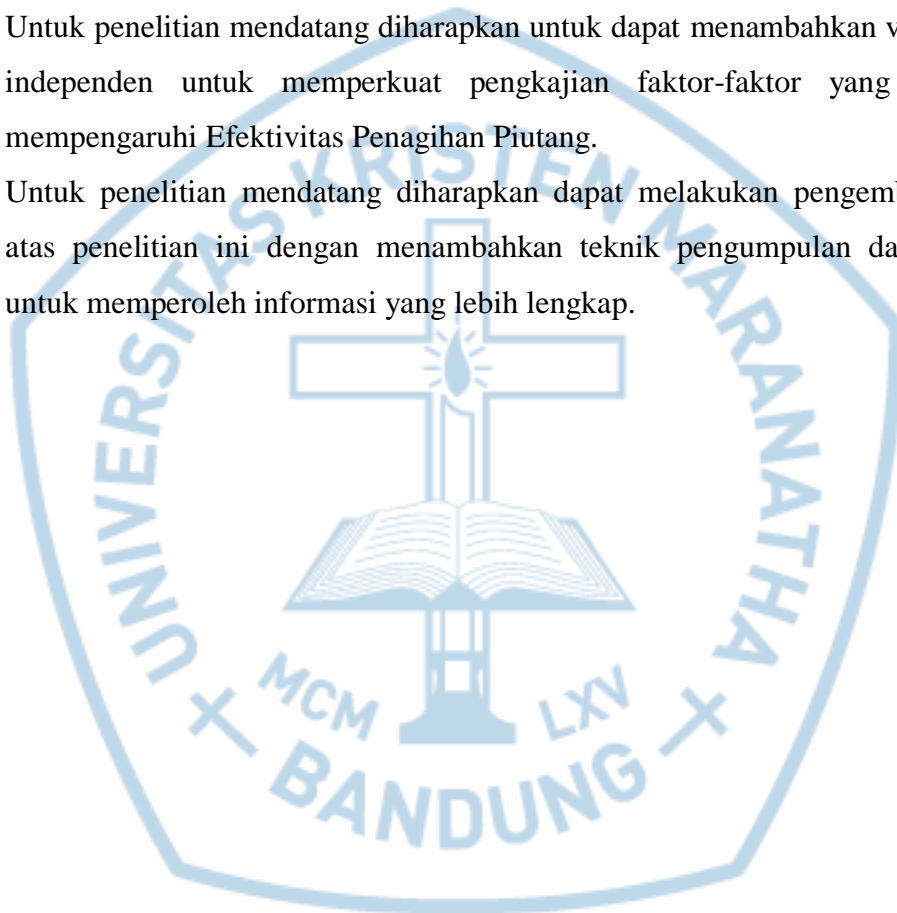 Untuk penelitian mendatang diharapkan untuk dapat menambahkan
independen untuk memperkuat pengkajian faktor-faktor yang
mempengaruhi Efektivitas Penagihan Piutang.
Untuk penelitian mendatang diharapkan dapat melakukan
atas penelitian ini dengan menambahkan teknik pengumpulan
untuk memperoleh informasi yang lebih lengkap.
UNIVERSITAS KRISTEN MARANATHA
MCM LXV
BANDUNG